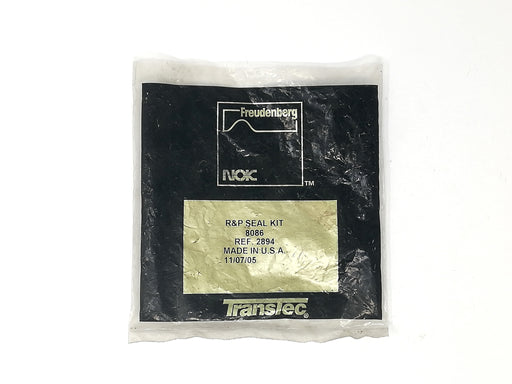 Freudenberg
NOK
TM
R&P SEAL KIT
8086
REF. 2894
MADE IN U.S.A.
11/07/05
TransTec®